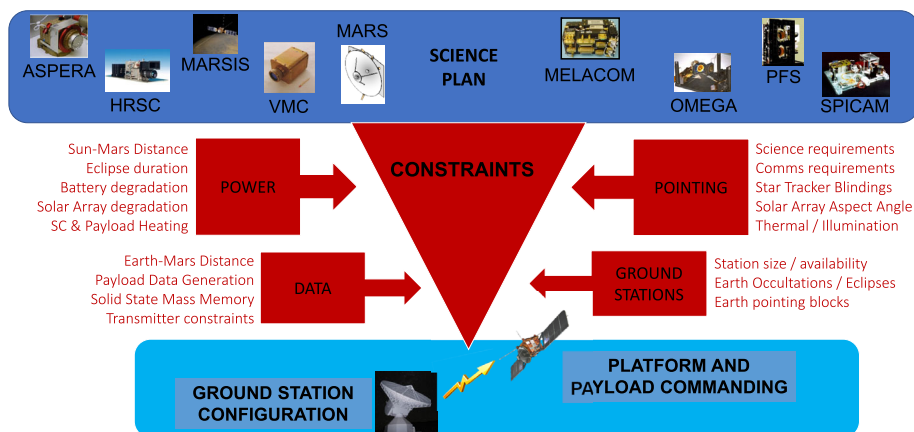 ASPERA
HRSC
MARSIS
VMC
MARS
SCIENCE
PLAN
MELACOM
OMEGA
PFS
SPICAM
CONSTRAINTS
Sun-Mars Distance
Eclipse duration
Battery degradation
Solar Array degradation
SC & Payload Heating
POWER
POINTING
Science requirements
Comms requirements
Star Tracker Blindings
Solar Array Aspect Angle
Thermal / Illumination
Earth-Mars Distance
Payload Data Generation
Solid State Mass Memory
Transmitter constraints
DATA
GROUND
STATIONS
Station size / availability
Earth Occultations / Eclipses
Earth pointing blocks
GROUND STATION
CONFIGURATION
PLATFORM AND
PAYLOAD COMMANDING